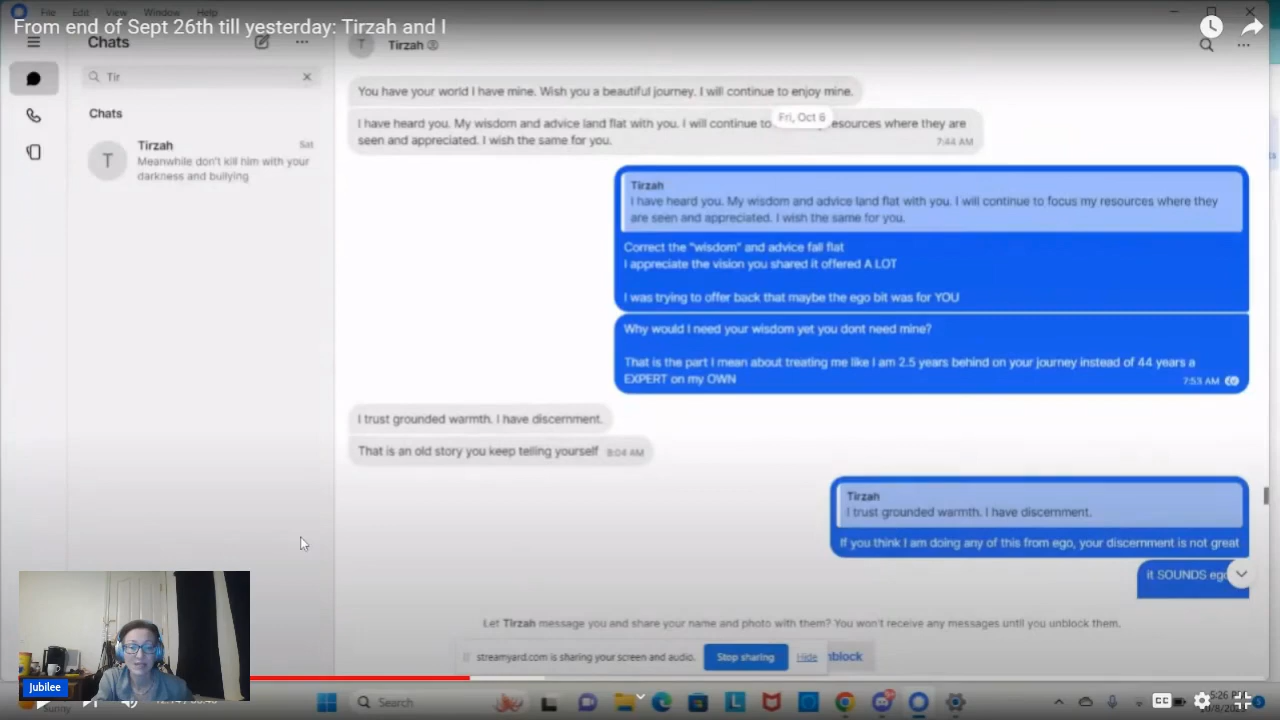 File Edit View Window Help
From end of Sept 26th till yesterday: Tirzah and I
Chats
Tir
Chats
Tirzah
Sat
T
Meanwhile don't kill him with your
darkness and bullying
T
Tirzah
You have your world I have mine. Wish you a beautiful journey. I will continue to enjoy mine.
Fri, Oct 6
I have heard you. My wisdom and advice land flat with you. I will continue to resources where they are
seen and appreciated. I wish the same for you.
7:44 AM
Tirzah
I have heard you. My wisdom and advice land flat with you. I will continue to focus my resources where they
are seen and appreciated. I wish the same for you.
Correct the "wisdom" and advice fall flat
I appreciate the vision you shared it offered A LOT
I was trying to offer back that maybe the ego bit was for YOU
Why would I need your wisdom yet you dont need mine?
That is the part I mean about treating me like I am 2.5 years behind on your journey instead of 44 years a
EXPERT on my OWN
7:53 AM
I trust grounded warmth. I have discernment.
That is an old story you keep telling yourself
8:04 AM
Tirzah
I trust grounded warmth. I have discernment.
If you think I am doing any of this from ego, your discernment is not great
it SOUNDS ego
Let Tirzah message you and share your name and photo with them? You won't receive any messages until you unblock them.
streamyard.com is sharing your screen and audio.
Stop sharing
Hide
nblock
Jubilee
Sunny
Search
CC
5:26 P